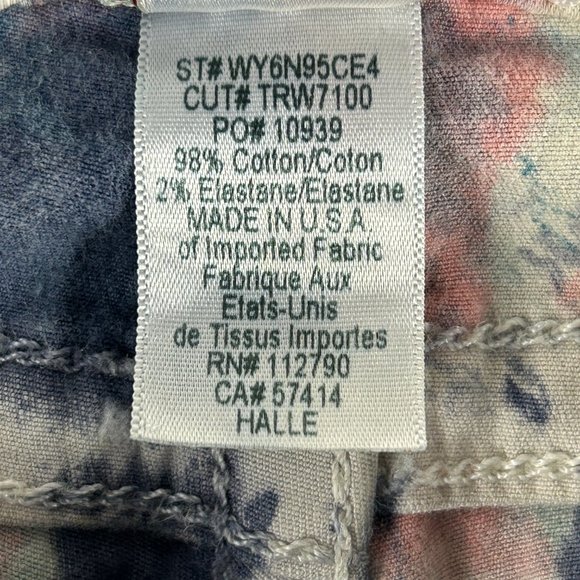 ST# WY6N95CE4
CUT# TRW7100
PO# 10939
98% Cotton/Coton
2% Elastane/Elastane
MADE IN U.S.A.
of Imported Fabric
Fabrique Aux
Etats-Unis
de Tissus Importes
RN# 112790
CA# 57414
HALLE